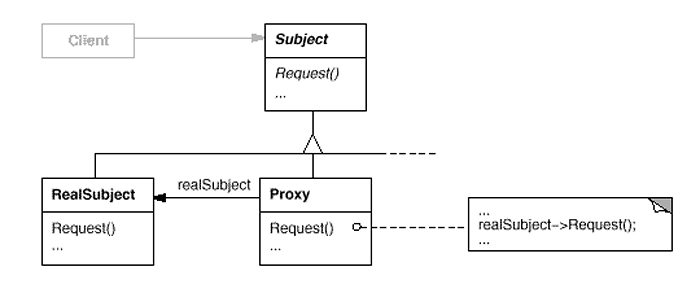 Client
Subject
Request()
...
RealSubject
Request()
...
realSubject
Proxy
Request()
...
...
realSubject->Request();
...